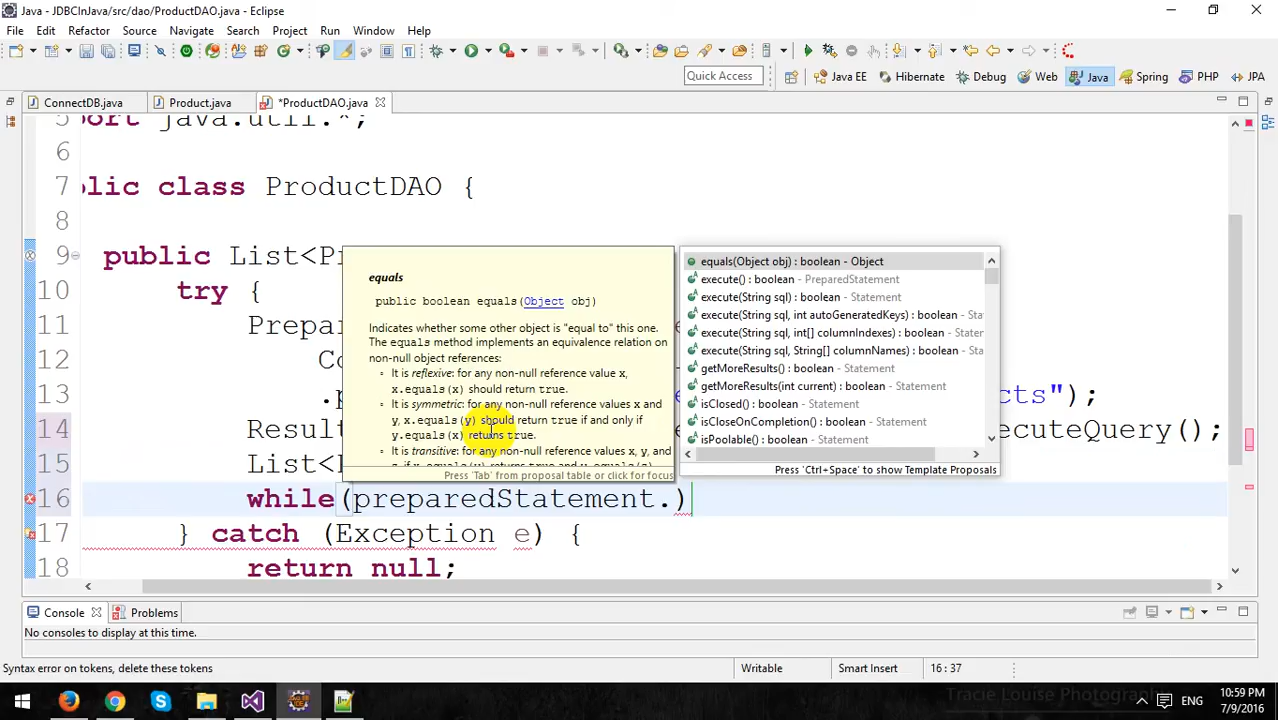 Java - JDBCInJava/src/dao/ProductDAO.java - Eclipse
File Edit Refactor Source Navigate Search Project Run Window Help
Quick Access Java EE Hibernate Debug Web Java Spring PHP JPA
ConnectDB.java Product.java *ProductDAO.java
5 port java.util.*;
6
7 blic class ProductDAO {
8
9 public List<P
10 try {
11 Prepa
12 Co
13 .p cts");
14 Result ecuteQuery();
15 List<
16 while(preparedStatement.)
17 } catch (Exception e) {
18 return null;
equals
public boolean equals(Object obj)
Indicates whether some other object is "equal to" this one.
The equals method implements an equivalence relation on
non-null object references:
It is reflexive: for any non-null reference value x,
x.equals(x) should return true.
It is symmetric: for any non-null reference values x and
y, x.equals(y) should return true if and only if
y.equals(x) returns true.
It is transitive: for any non-null reference values x, y, and
Press 'Tab' from proposal table or click for focus
equals(Object obj) : boolean - Object
execute() : boolean - PreparedStatement
execute(String sql) : boolean - Statement
execute(String sql, int autoGeneratedKeys) : boolean - Sta
execute(String sql, int[] columnIndexes) : boolean - Staten
execute(String sql, String[] columnNames) : boolean - Sta
getMoreResults() : boolean - Statement
getMoreResults(int current) : boolean - Statement
isClosed() : boolean - Statement
isCloseOnCompletion() : boolean - Statement
isPoolable() : boolean - Statement
Press 'Ctrl+Space' to show Template Proposals
Console Problems
No consoles to display at this time.
Syntax error on tokens, delete these tokens Writable Smart Insert 16 : 37
Tracie Louise Photography
ENG
10:59 PM
7/9/2016